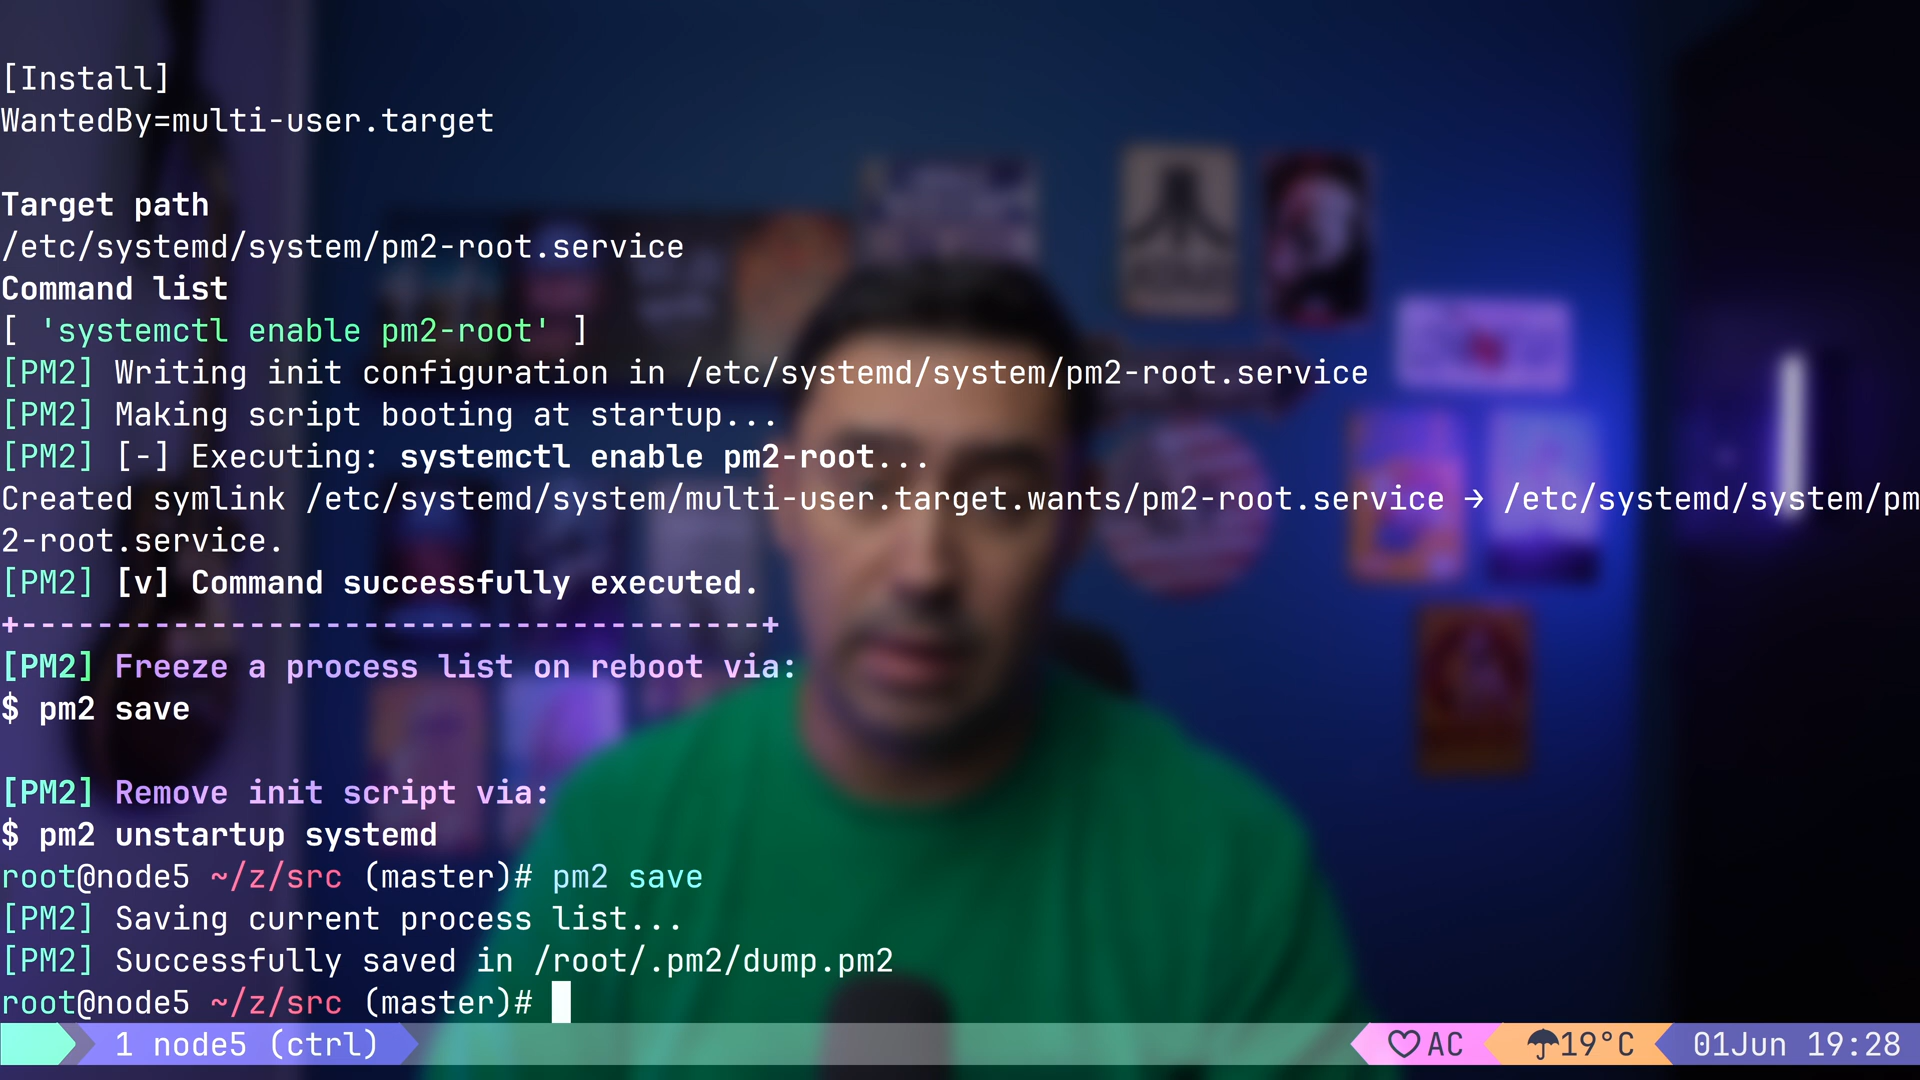 [Install]
WantedBy=multi-user.target
Target path
/etc/systemd/system/pm2-root.service
Command list
[ 'systemctl enable pm2-root' ]
[PM2] Writing init configuration in /etc/systemd/system/pm2-root.service
[PM2] Making script booting at startup...
[PM2] [-] Executing: systemctl enable pm2-root...
Created symlink /etc/systemd/system/multi-user.target.wants/pm2-root.service → /etc/systemd/system/pm
2-root.service.
[PM2] [v] Command successfully executed.
+---------------------------------------+
[PM2] Freeze a process list on reboot via:
$ pm2 save
[PM2] Remove init script via:
$ pm2 unstartup systemd
root@node5 ~/z/src (master)# pm2 save
[PM2] Saving current process list...
[PM2] Successfully saved in /root/.pm2/dump.pm2
root@node5 ~/z/src (master)#
1 node5 (ctrl) AC 19°C 01Jun 19:28